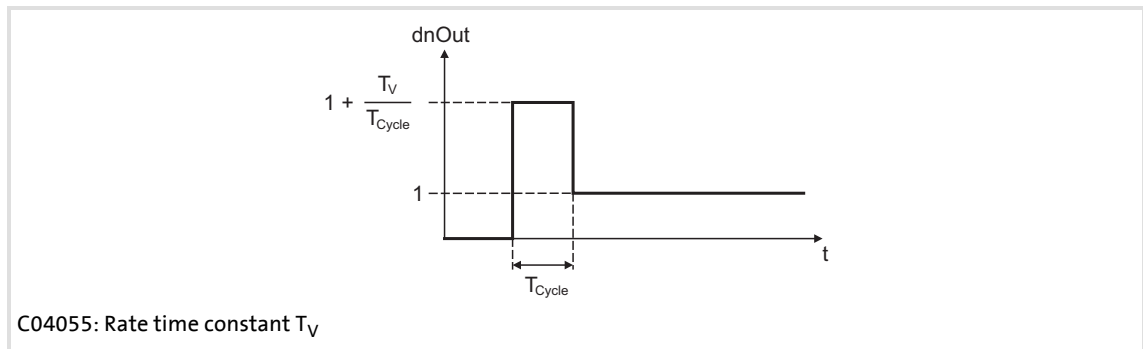 dnOut
1 + T_V / T_Cycle
1
t
T_Cycle
C04055: Rate time constant T_V